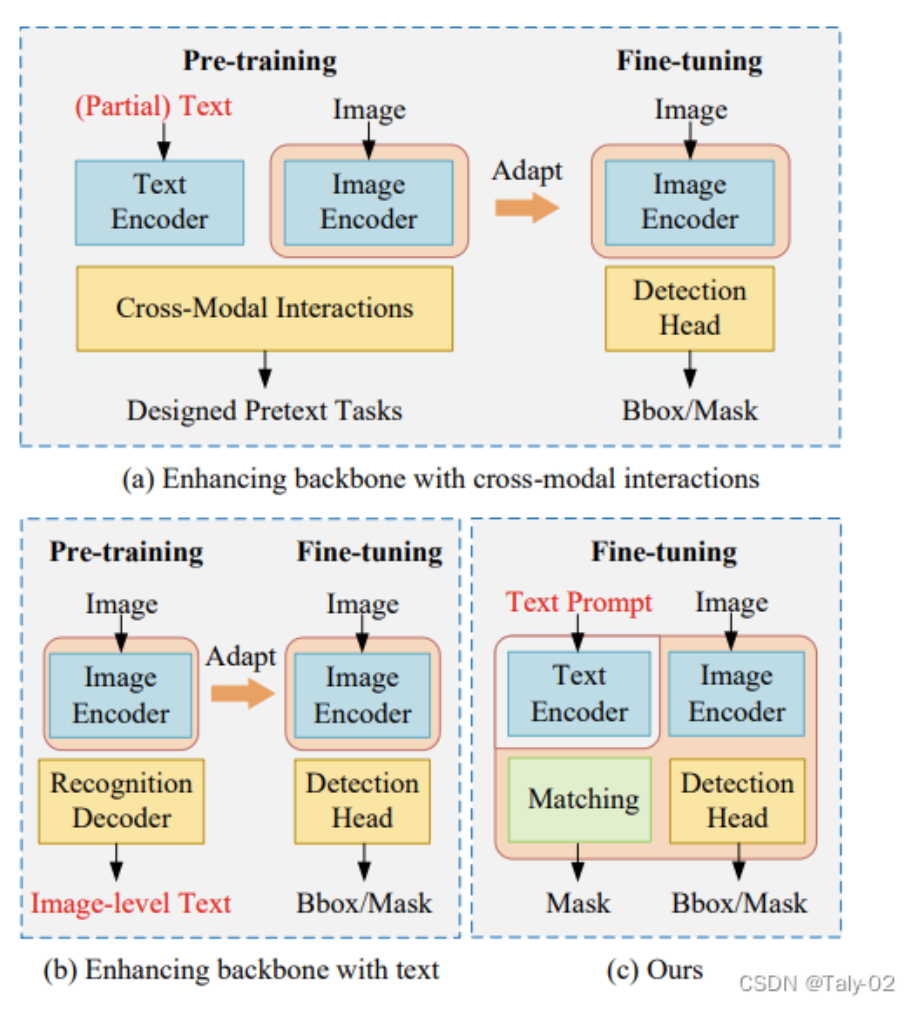 Pre-training
Fine-tuning
(Partial) Text
Image
Image
Text
Encoder
Image
Encoder
Adapt
Image
Encoder
Cross-Modal Interactions
Detection
Head
Designed Pretext Tasks
Bbox/Mask
(a) Enhancing backbone with cross-modal interactions
Pre-training
Fine-tuning
Image
Image
Image
Encoder
Adapt
Image
Encoder
Recognition
Decoder
Detection
Head
Image-level Text
Bbox/Mask
(b) Enhancing backbone with text
Fine-tuning
Text Prompt
Image
Text
Encoder
Image
Encoder
Matching
Detection
Head
Mask
Bbox/Mask
(c) Ours
CSDN @Taly-02